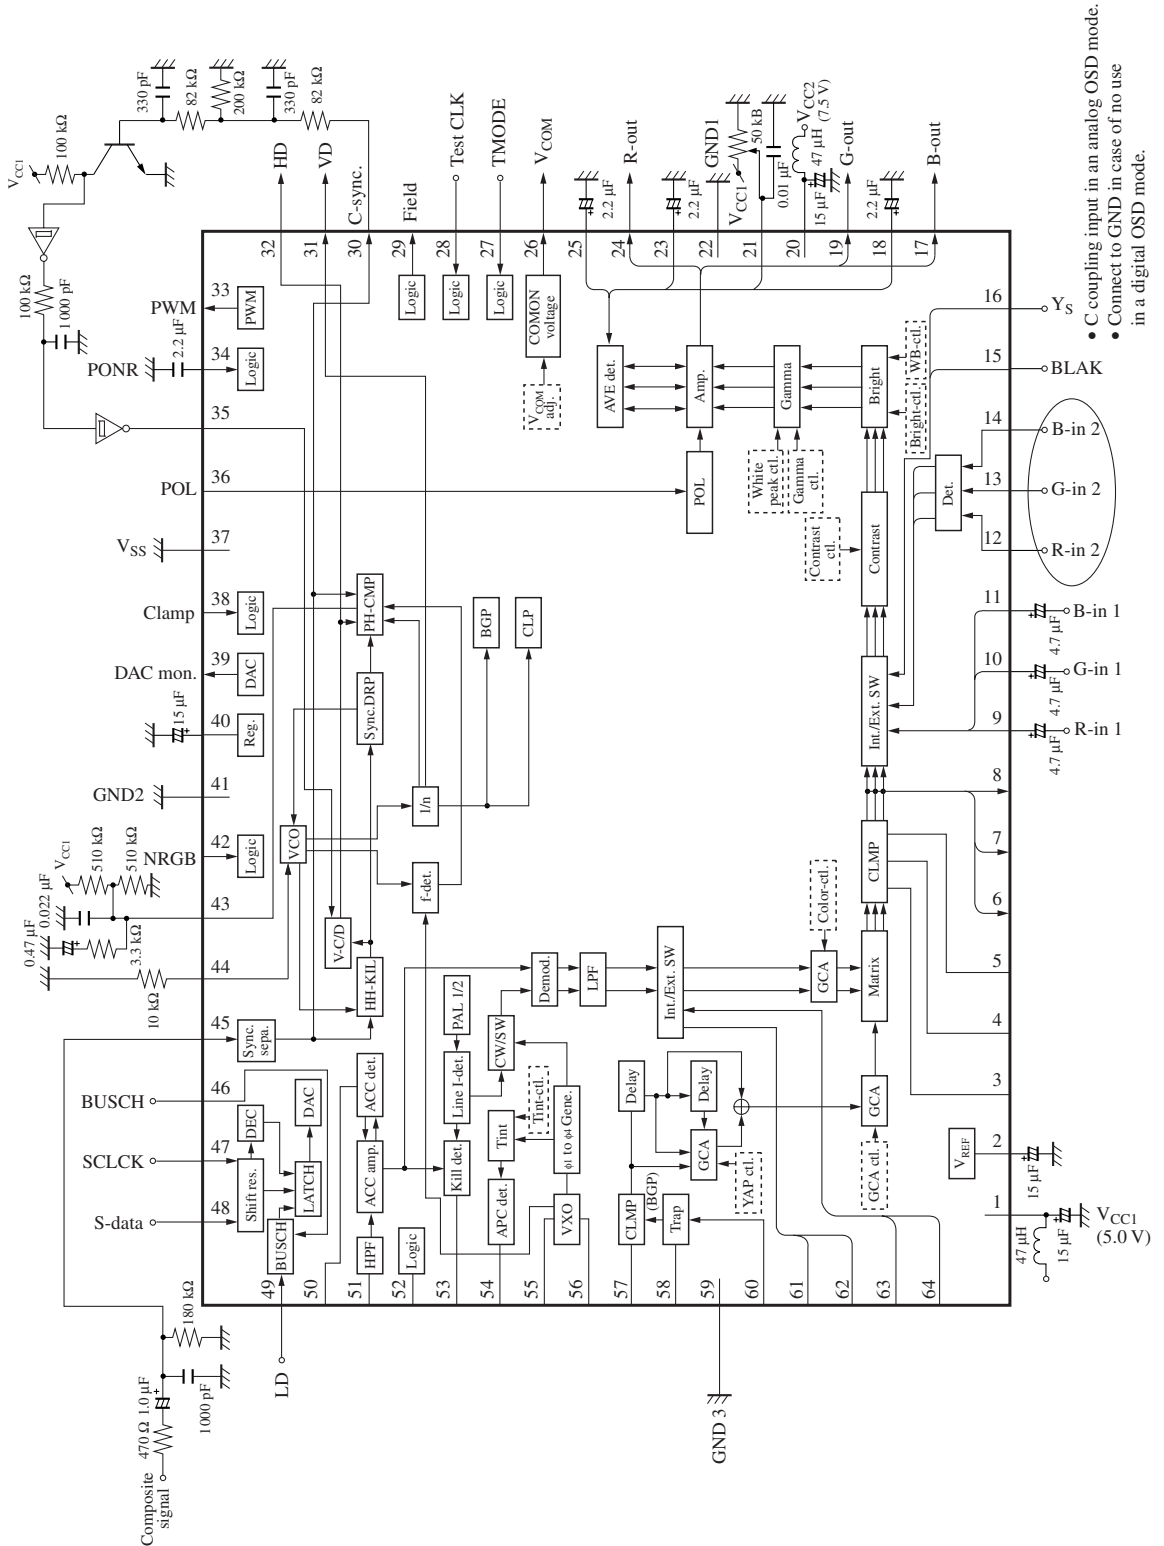 VCC1
100 kΩ
330 pF
82 kΩ
200 kΩ
330 pF
82 kΩ
100 kΩ
1 000 pF
2.2 µF
HD
VD
C-sync.
Field
Test CLK
TMODE
VCOM
2.2 µF
R-out
2.2 µF
GND1
VCC1
50 kB
0.01 µF
VCC2
(7.5 V)
47 µH
15 µF
G-out
2.2 µF
B-out
32
31
30
29
28
27
26
25
24
23
22
21
20
19
18
17
Logic
Logic
Logic
COMON
voltage
VCOM
adj.
PWM
33
PWM
PONR
34
Logic
35
POL
36
VSS
37
Clamp
38
Logic
DAC mon.
39
DAC
15 µF
40
Reg.
GND2
41
NRGB
42
Logic
VCC1
510 kΩ
510 kΩ
0.022 µF
43
0.47 µF
3.3 kΩ
44
10 kΩ
45
Sync.
sepa.
BUSCH
46
SCLCK
47
S-data
48
DEC
Shift res.
LATCH
DAC
BUSCH
AVE det.
Amp.
Gamma
Bright
WB-ctl.
Bright-ctl.
POL
White
peak ctl.
Gamma
ctl.
Contrast
ctl.
Contrast
Det.
PH-CMP
BGP
CLP
Sync.DRP
Int./Ext. SW
VCO
1/n
f-det.
CLMP
Color-ctl.
V-C/D
HH-KIL
Demod.
LPF
Int./Ext. SW
GCA
Matrix
PAL 1/2
CW/SW
ACC det.
Line I-det.
Tint-ctl.
Delay
Delay
GCA
ACC amp.
Kill det.
Tint
ϕ1 to ϕ4 Gene.
GCA
YAP ctl.
GCA ctl.
VREF
HPF
Logic
APC det.
VXO
CLMP
(BGP)
Trap
16
YS
15
BLAK
14
B-in 2
13
G-in 2
12
R-in 2
11
B-in 1
4.7 µF
10
G-in 1
4.7 µF
9
R-in 1
4.7 µF
8
7
6
5
4
3
2
15 µF
1
VCC1
(5.0 V)
47 µH
15 µF
• C coupling input in an analog OSD mode.
• Connect to GND in case of no use
in a digital OSD mode.
49
50
51
52
53
54
55
56
57
58
59
60
61
62
63
64
180 kΩ
1000 pF
1.0 µF
470 Ω
Composite
signal
LD
GND 3